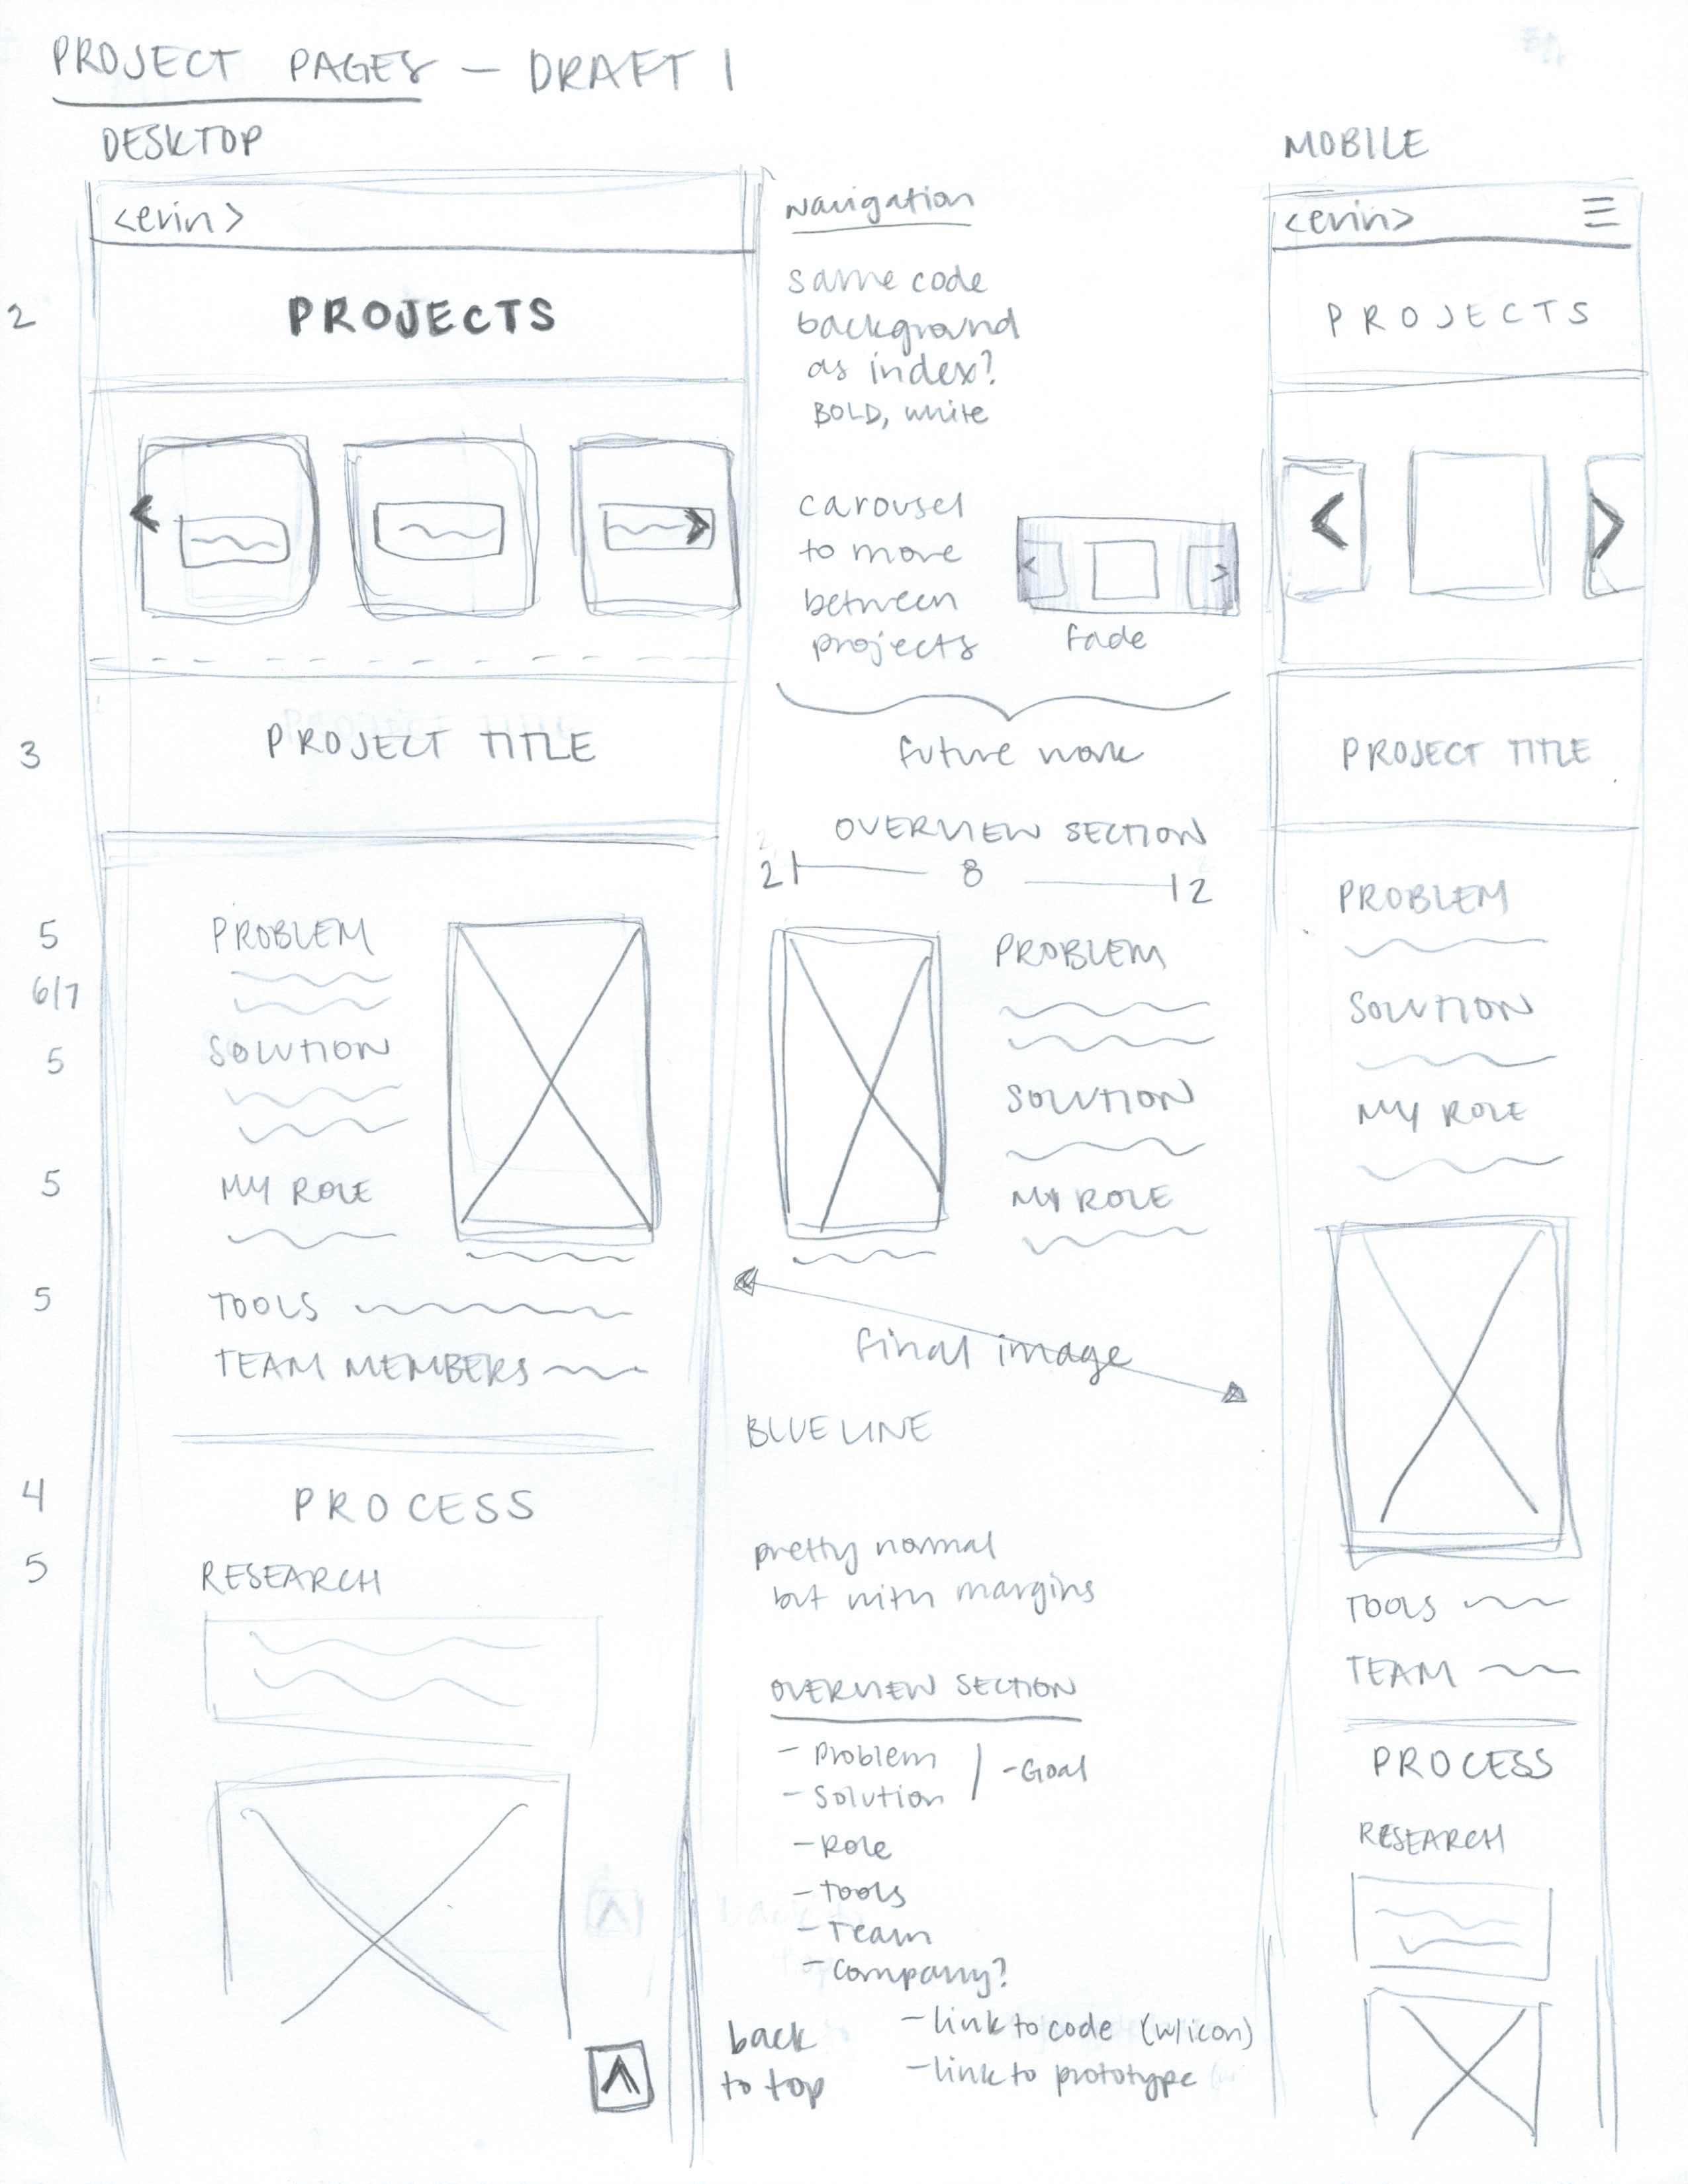 PROJECT PAGES — DRAFT 1
DESKTOP
<erin>
2
PROJECTS
<
>
PROJECT TITLE
3
5
PROBLEM
6/7
SOLUTION
5
MY ROLE
5
TOOLS
5
TEAM MEMBERS
4
PROCESS
5
RESEARCH
Navigation
same code
background
as index?
BOLD, white
carousel
to more
between
projects
<
>
fade
future work
OVERVIEW SECTION
2 8 2
PROBLEM
SOLUTION
MY ROLE
final image
BLUE LINE
pretty normal
but with margins
OVERVIEW SECTION
- Problem
- Solution
- Goal
- Role
- Tools
- Team
- Company?
- link to code (w/icon)
- link to prototype
back
to top
MOBILE
<erin>
PROJECTS
<
>
PROJECT TITLE
PROBLEM
SOLUTION
MY ROLE
TOOLS
TEAM
PROCESS
RESEARCH